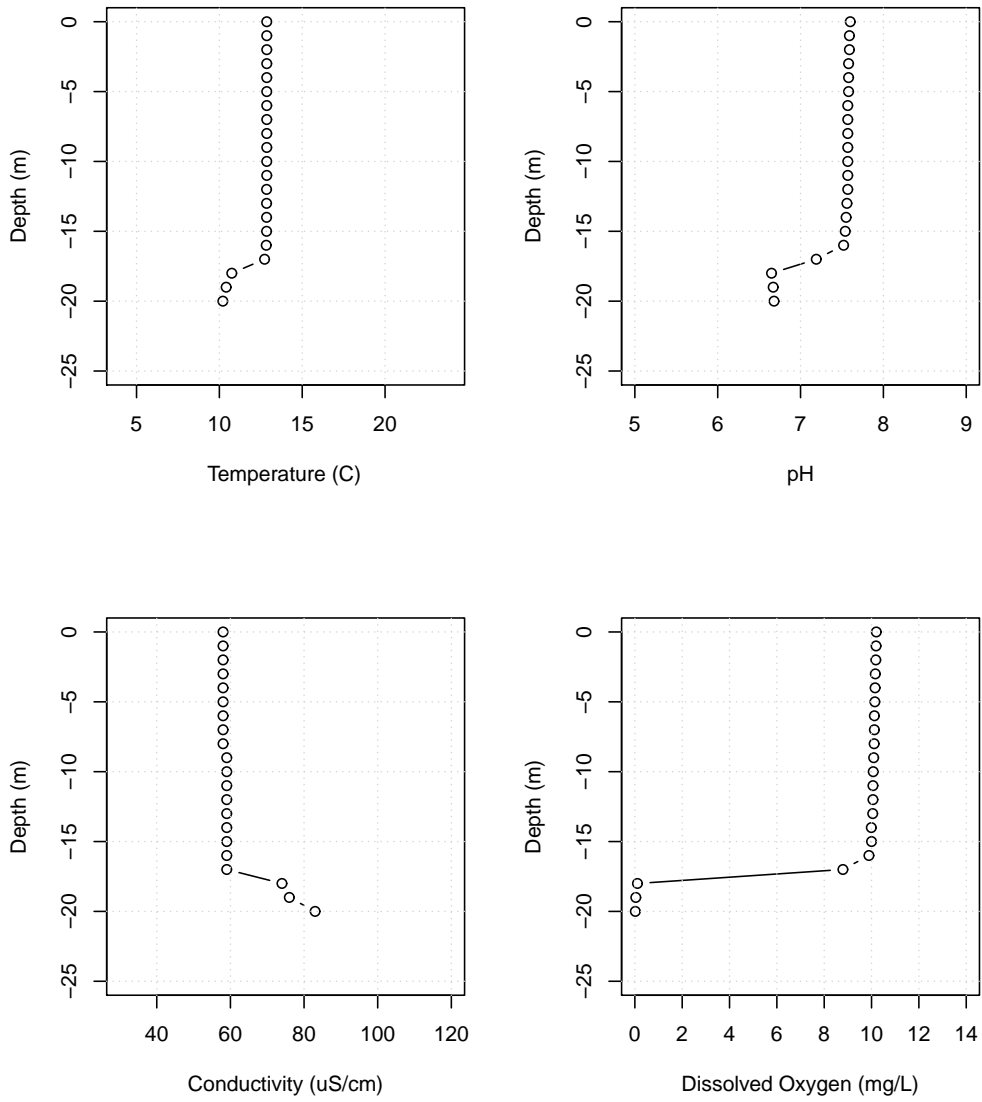 0
−5
−10
−15
−20
−25
Depth (m)
5 10 15 20
Temperature (C)
0
−5
−10
−15
−20
−25
Depth (m)
5 6 7 8 9
pH
0
−5
−10
−15
−20
−25
Depth (m)
40 60 80 100 120
Conductivity (uS/cm)
0
−5
−10
−15
−20
−25
Depth (m)
0 2 4 6 8 10 12 14
Dissolved Oxygen (mg/L)